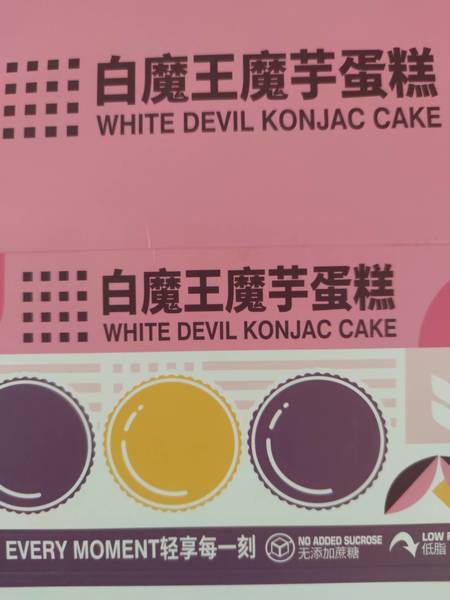 白魔王魔芋蛋糕
WHITE DEVIL KONJAC CAKE
白魔王魔芋蛋糕
WHITE DEVIL KONJAC CAKE
EVERY MOMENT轻享每一刻
NO ADDED SUCROSE
无添加蔗糖
LOW
低脂